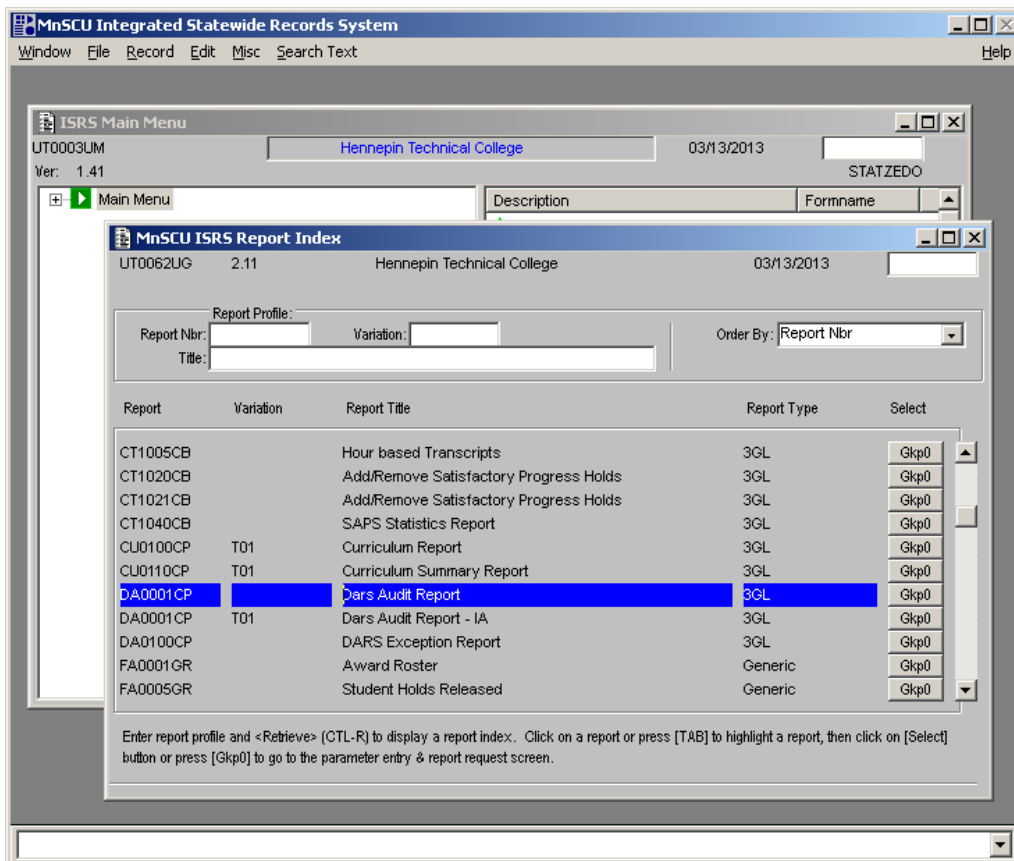 MnSCU Integrated Statewide Records System
Window File Record Edit Misc Search Text Help
ISRS Main Menu
UT0003UM Hennepin Technical College 03/13/2013
Ver: 1.41 STATZEDO
Main Menu Description Formname
MnSCU ISRS Report Index
UT0062UG 2.11 Hennepin Technical College 03/13/2013
Report Profile:
Report Nbr: Variation: Order By: Report Nbr
Title:
Report Variation Report Title Report Type Select
CT1005CB Hour based Transcripts 3GL Gkp0
CT1020CB Add/Remove Satisfactory Progress Holds 3GL Gkp0
CT1021CB Add/Remove Satisfactory Progress Holds 3GL Gkp0
CT1040CB SAPS Statistics Report 3GL Gkp0
CU0100CP T01 Curriculum Report 3GL Gkp0
CU0110CP T01 Curriculum Summary Report 3GL Gkp0
DA0001CP Dars Audit Report 3GL Gkp0
DA0001CP T01 Dars Audit Report - IA 3GL Gkp0
DA0100CP DARS Exception Report 3GL Gkp0
FA0001GR Award Roster Generic Gkp0
FA0005GR Student Holds Released Generic Gkp0
Enter report profile and <Retrieve> (CTL-R) to display a report index. Click on a report or press [TAB] to highlight a report, then click on [Select]
button or press [Gkp0] to go to the parameter entry & report request screen.